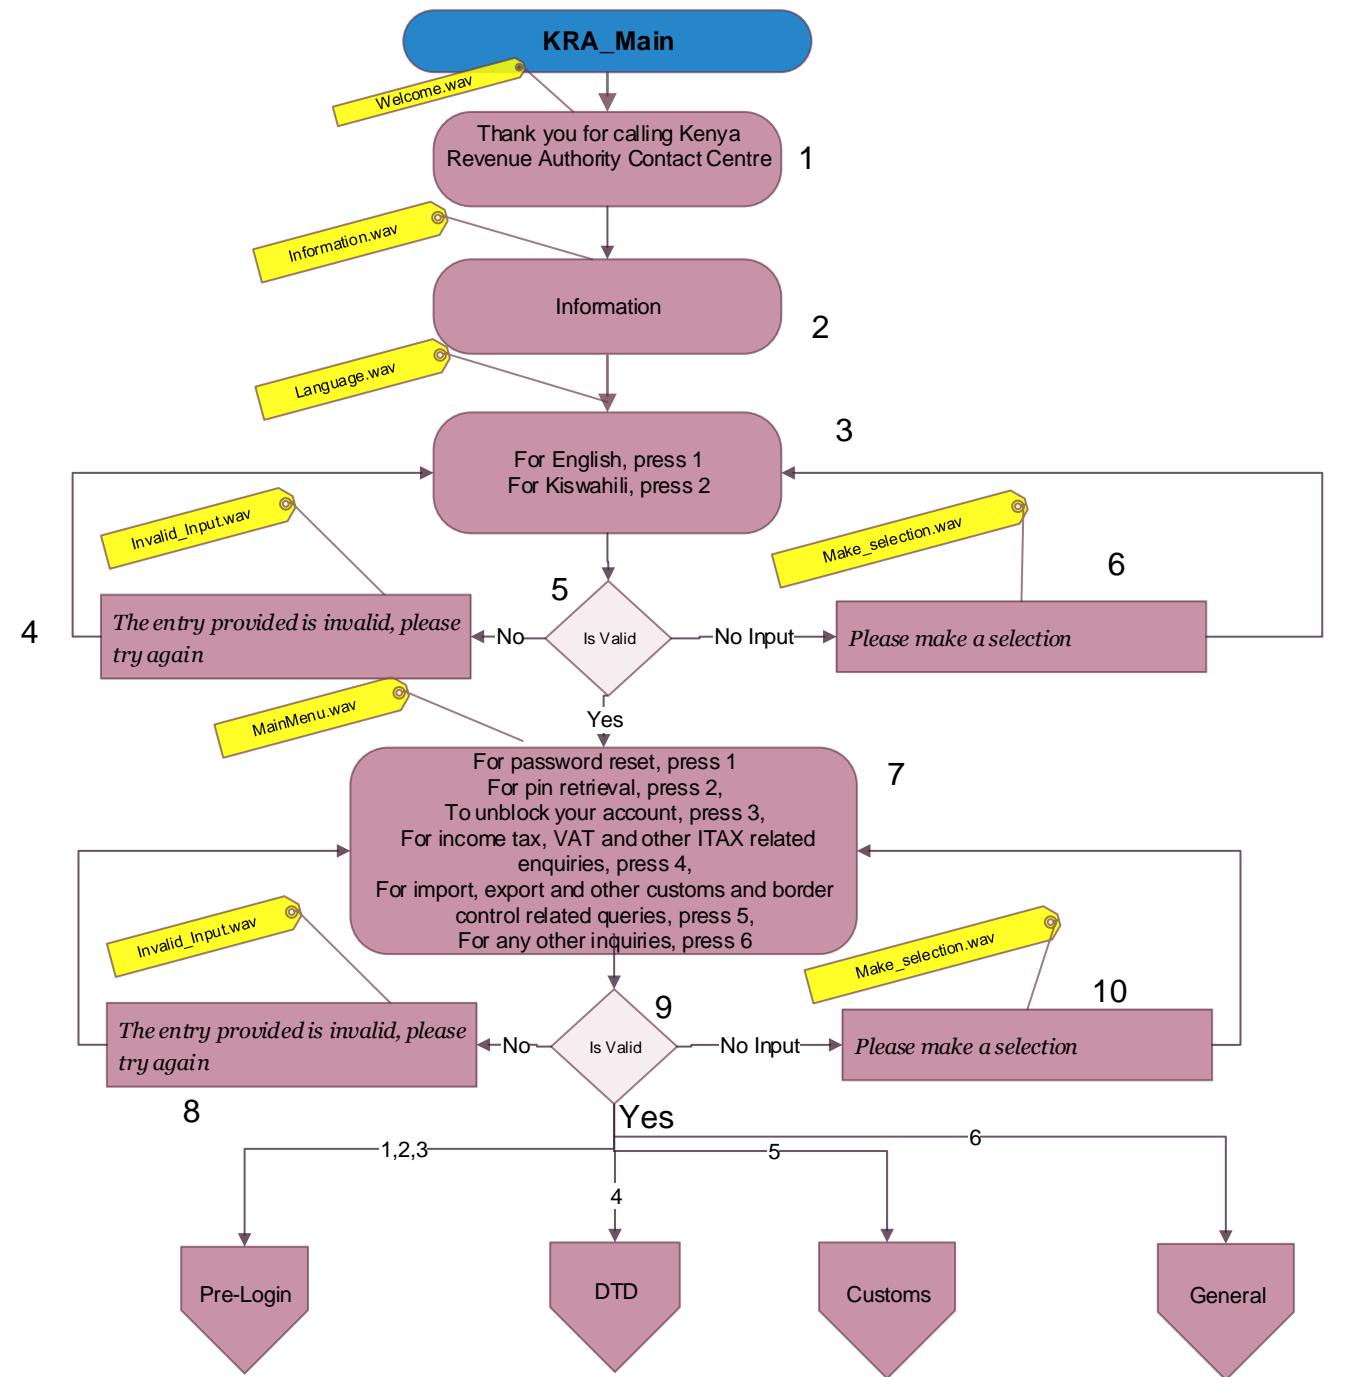 KRA_Main
Welcome.wav
Thank you for calling Kenya
Revenue Authority Contact Centre
1
Information.wav
Information
2
Language.wav
3
For English, press 1
For Kiswahili, press 2
Invalid_Input.wav
Make_selection.wav
6
5
4
The entry provided is invalid, please
try again
No
Is Valid
No Input
Please make a selection
MainMenu.wav
Yes
7
For password reset, press 1
For pin retrieval, press 2,
To unblock your account, press 3,
For income tax, VAT and other ITAX related
enquiries, press 4,
For import, export and other customs and border
control related queries, press 5,
For any other inquiries, press 6
Invalid_Input.wav
Make_selection.wav
10
9
The entry provided is invalid, please
try again
No
Is Valid
No Input
Please make a selection
8
Yes
1,2,3
4
5
6
Pre-Login
DTD
Customs
General